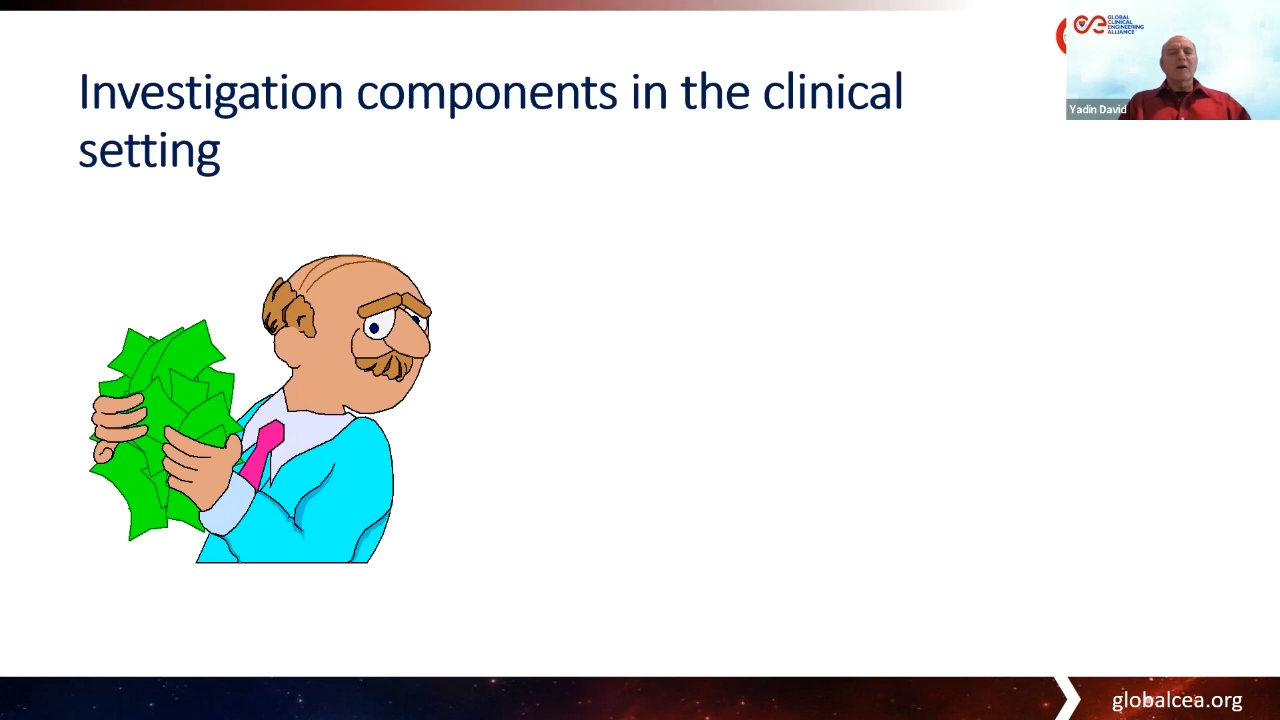 Investigation components in the clinical
setting
GLOBAL
CLINICAL
ENGINEERING
ALLIANCE
Yadin David
globalcea.org